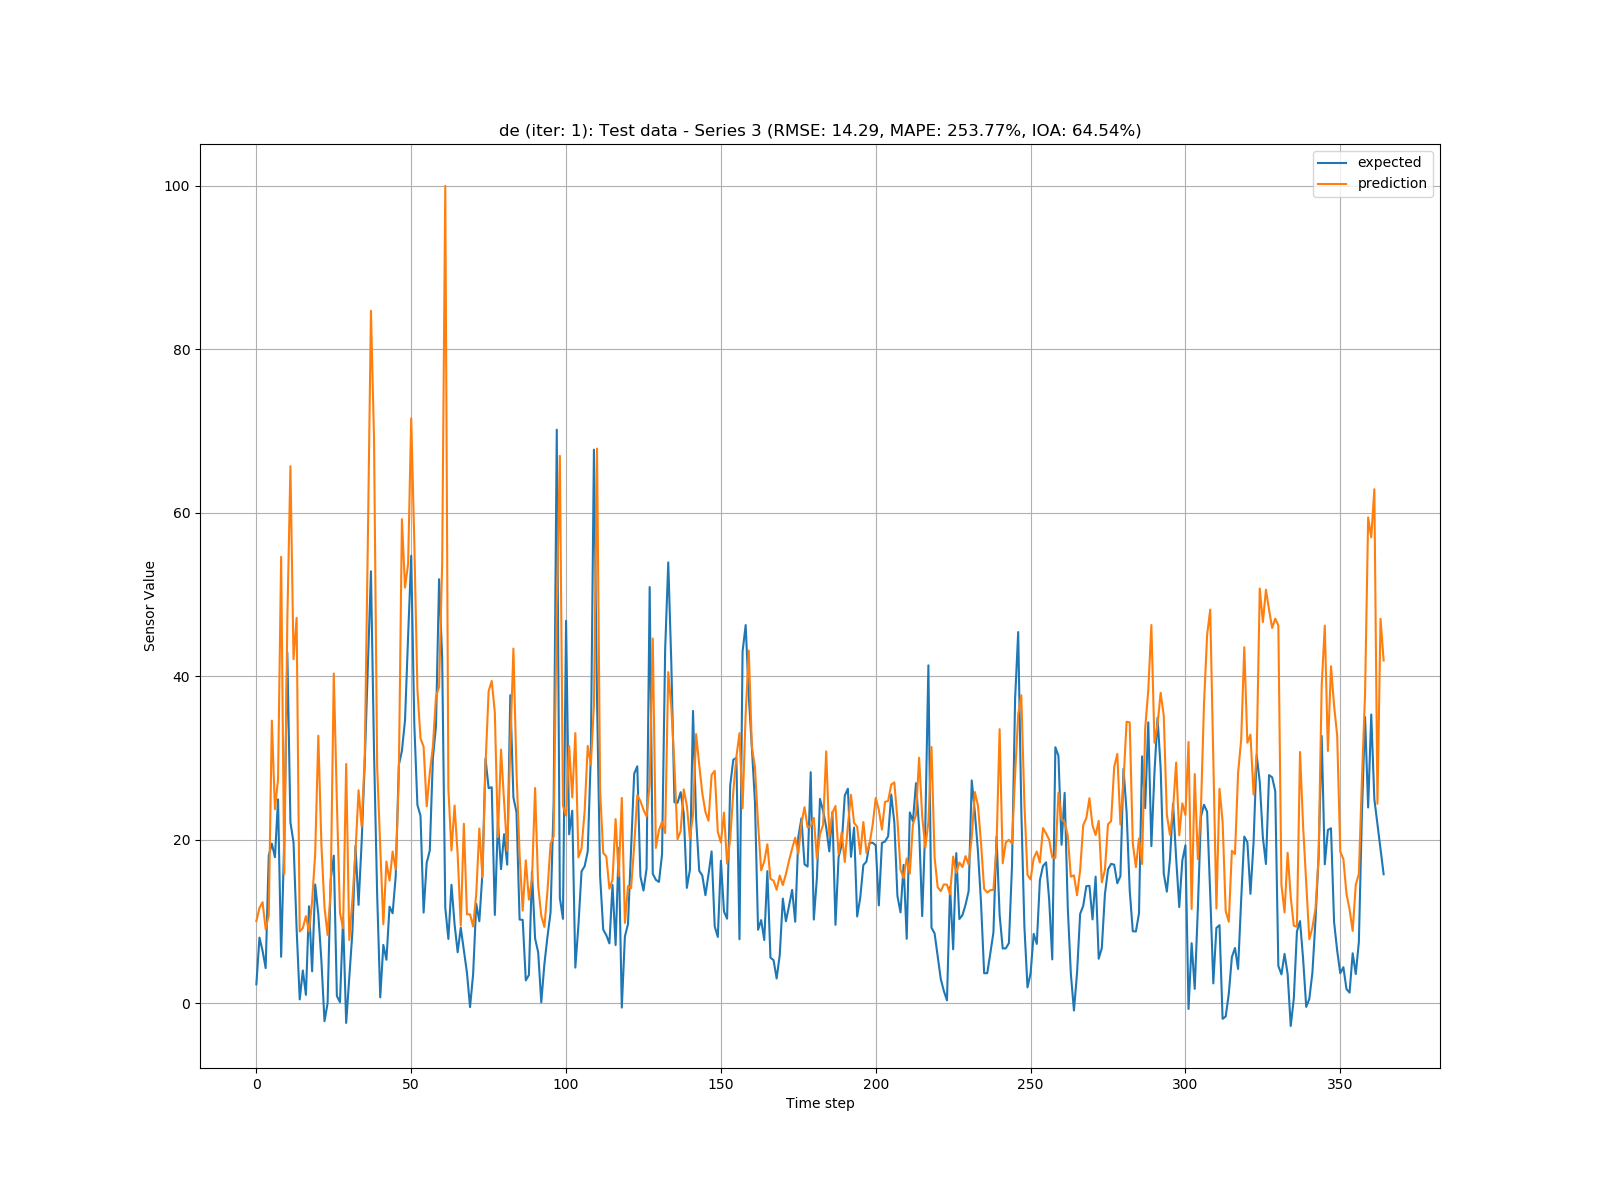 de (iter: 1): Test data - Series 3 (RMSE: 14.29, MAPE: 253.77%, IOA: 64.54%)
expected
prediction
100
80
60
40
20
0
Sensor Value
0 50 100 150 200 250 300 350
Time step